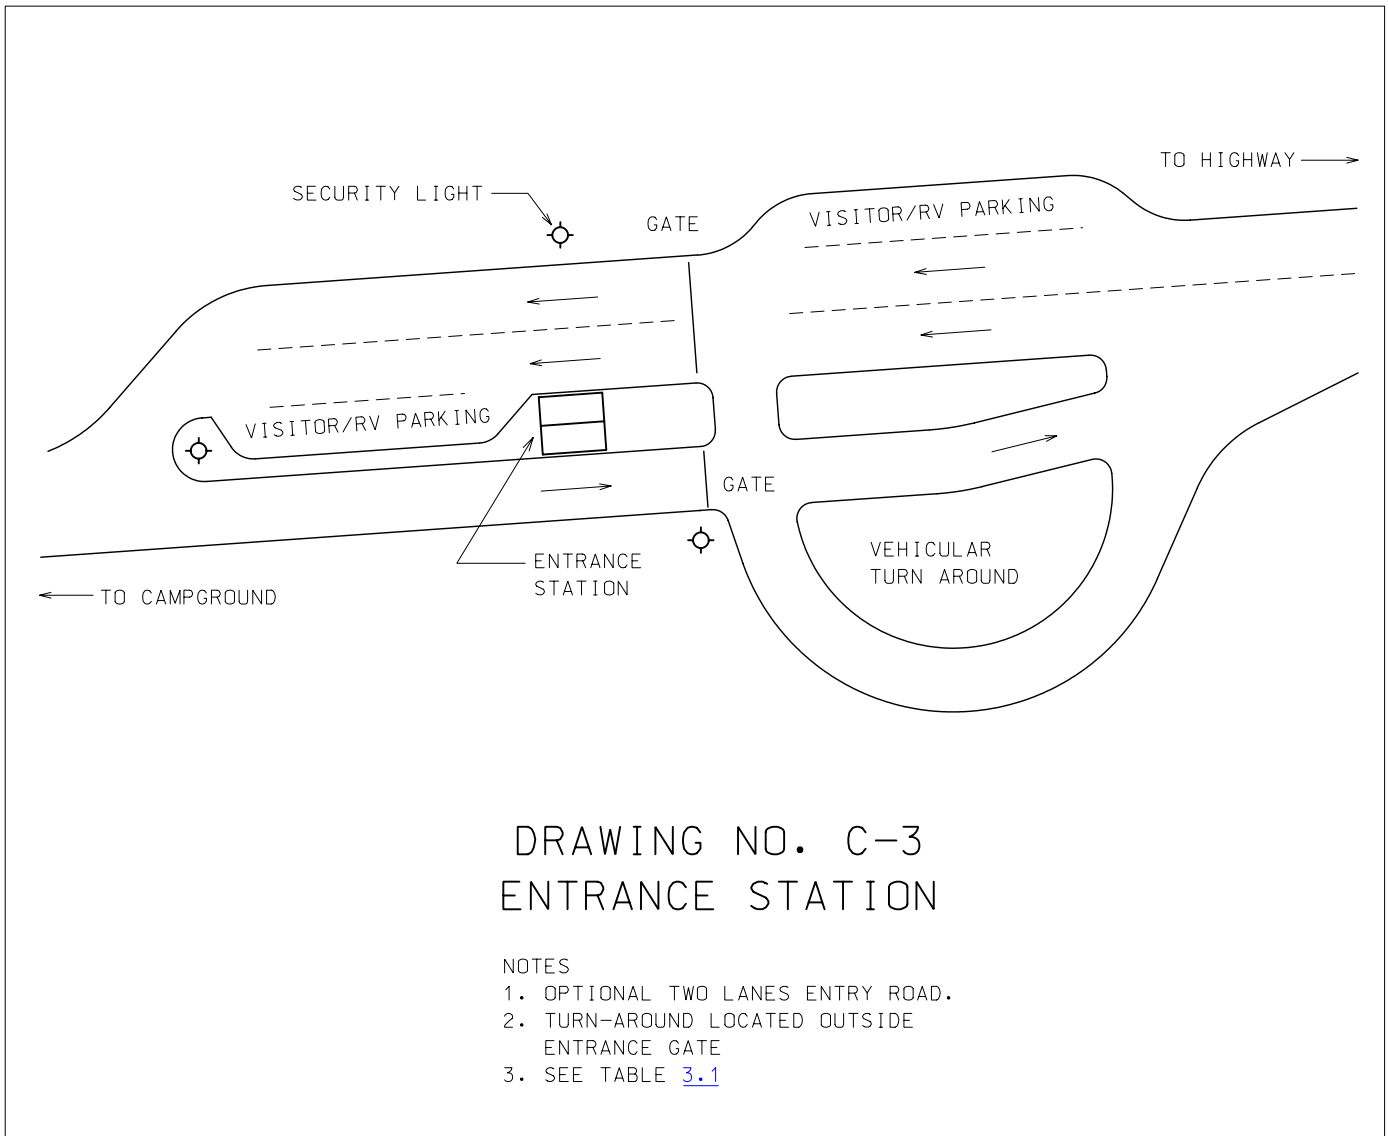 TO HIGHWAY
SECURITY LIGHT
GATE
VISITOR/RV PARKING
VISITOR/RV PARKING
GATE
ENTRANCE
STATION
VEHICULAR
TURN AROUND
TO CAMPGROUND
DRAWING NO. C-3
ENTRANCE STATION
NOTES
1. OPTIONAL TWO LANES ENTRY ROAD.
2. TURN-AROUND LOCATED OUTSIDE
ENTRANCE GATE
3. SEE TABLE 3.1